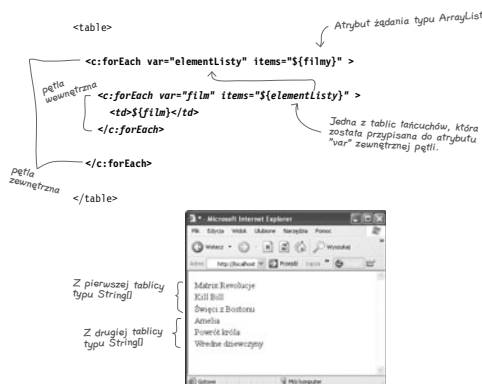 <table>
Atrybut żądania typu ArrayList
<c:forEach var="elementListy" items="${filmy}" >
pętla
wewnętrzna
<c:forEach var="film" items="${elementListy}" >
<td>${film}</td>
</c:forEach>
Jedna z tablic łańcuchów, która
została przypisana do atrybutu
"var" zewnętrznej pętli.
</c:forEach>
pętla
zewnętrzna
</table>
Microsoft Internet Explorer
Plik Edycja Widok Ulubione Narzędzia Pomoc
Wstecz Wyszukaj
Adres http://localhost Przejdź Łącza
Z pierwszej tablicy
typu String[]
Matrix Rewolucje
Kill Bill
Święci z Bostonu
Z drugiej tablicy
typu String[]
Amelia
Powrót króla
Wredne dziewczyny
Gotowe Mój komputer